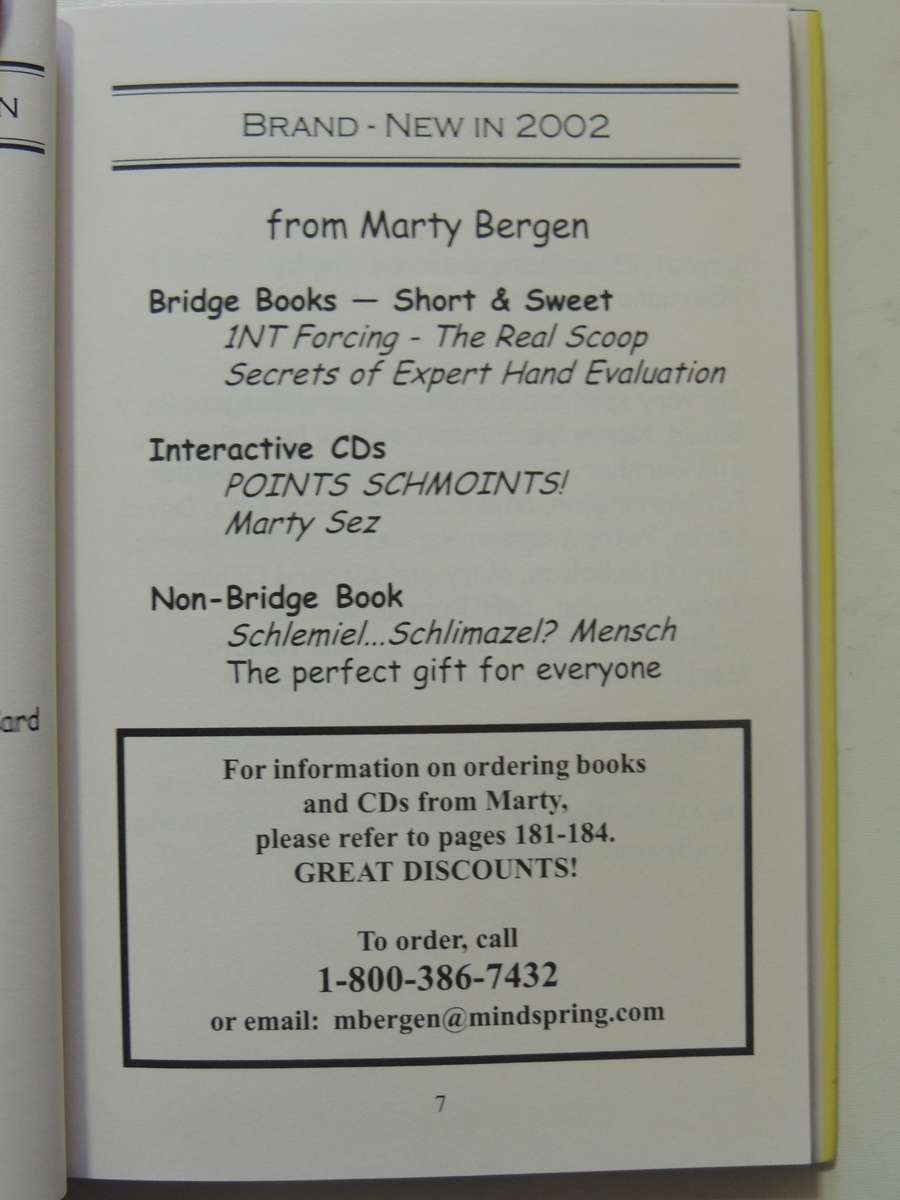 N
ard
BRAND - NEW IN 2002
from Marty Bergen
Bridge Books — Short & Sweet
1NT Forcing - The Real Scoop
Secrets of Expert Hand Evaluation
Interactive CDs
POINTS SCHMOINTS!
Marty Sez
Non-Bridge Book
Schlemiel...Schlimazel? Mensch
The perfect gift for everyone
For information on ordering books
and CDs from Marty,
please refer to pages 181-184.
GREAT DISCOUNTS!
To order, call
1-800-386-7432
or email: mbergen@mindspring.com
7